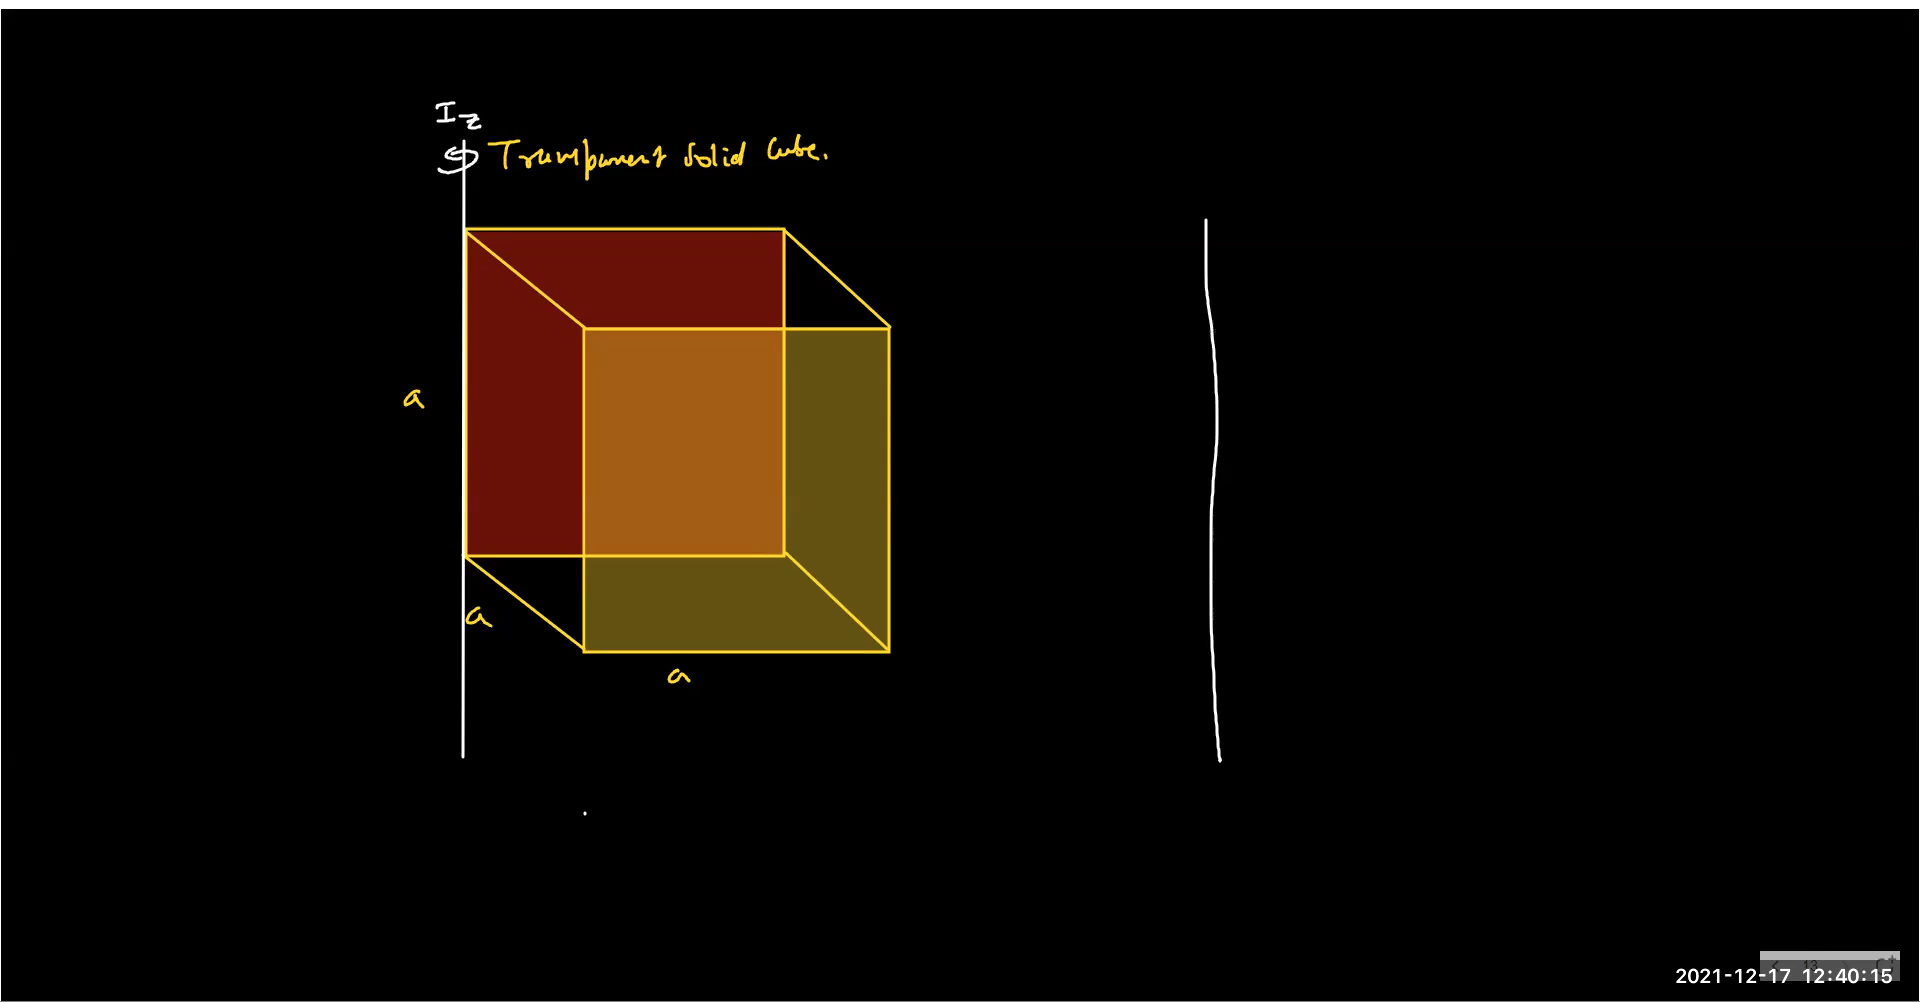 Iz
Transparent solid cube.
a
a
a
2021-12-17 12:40:15